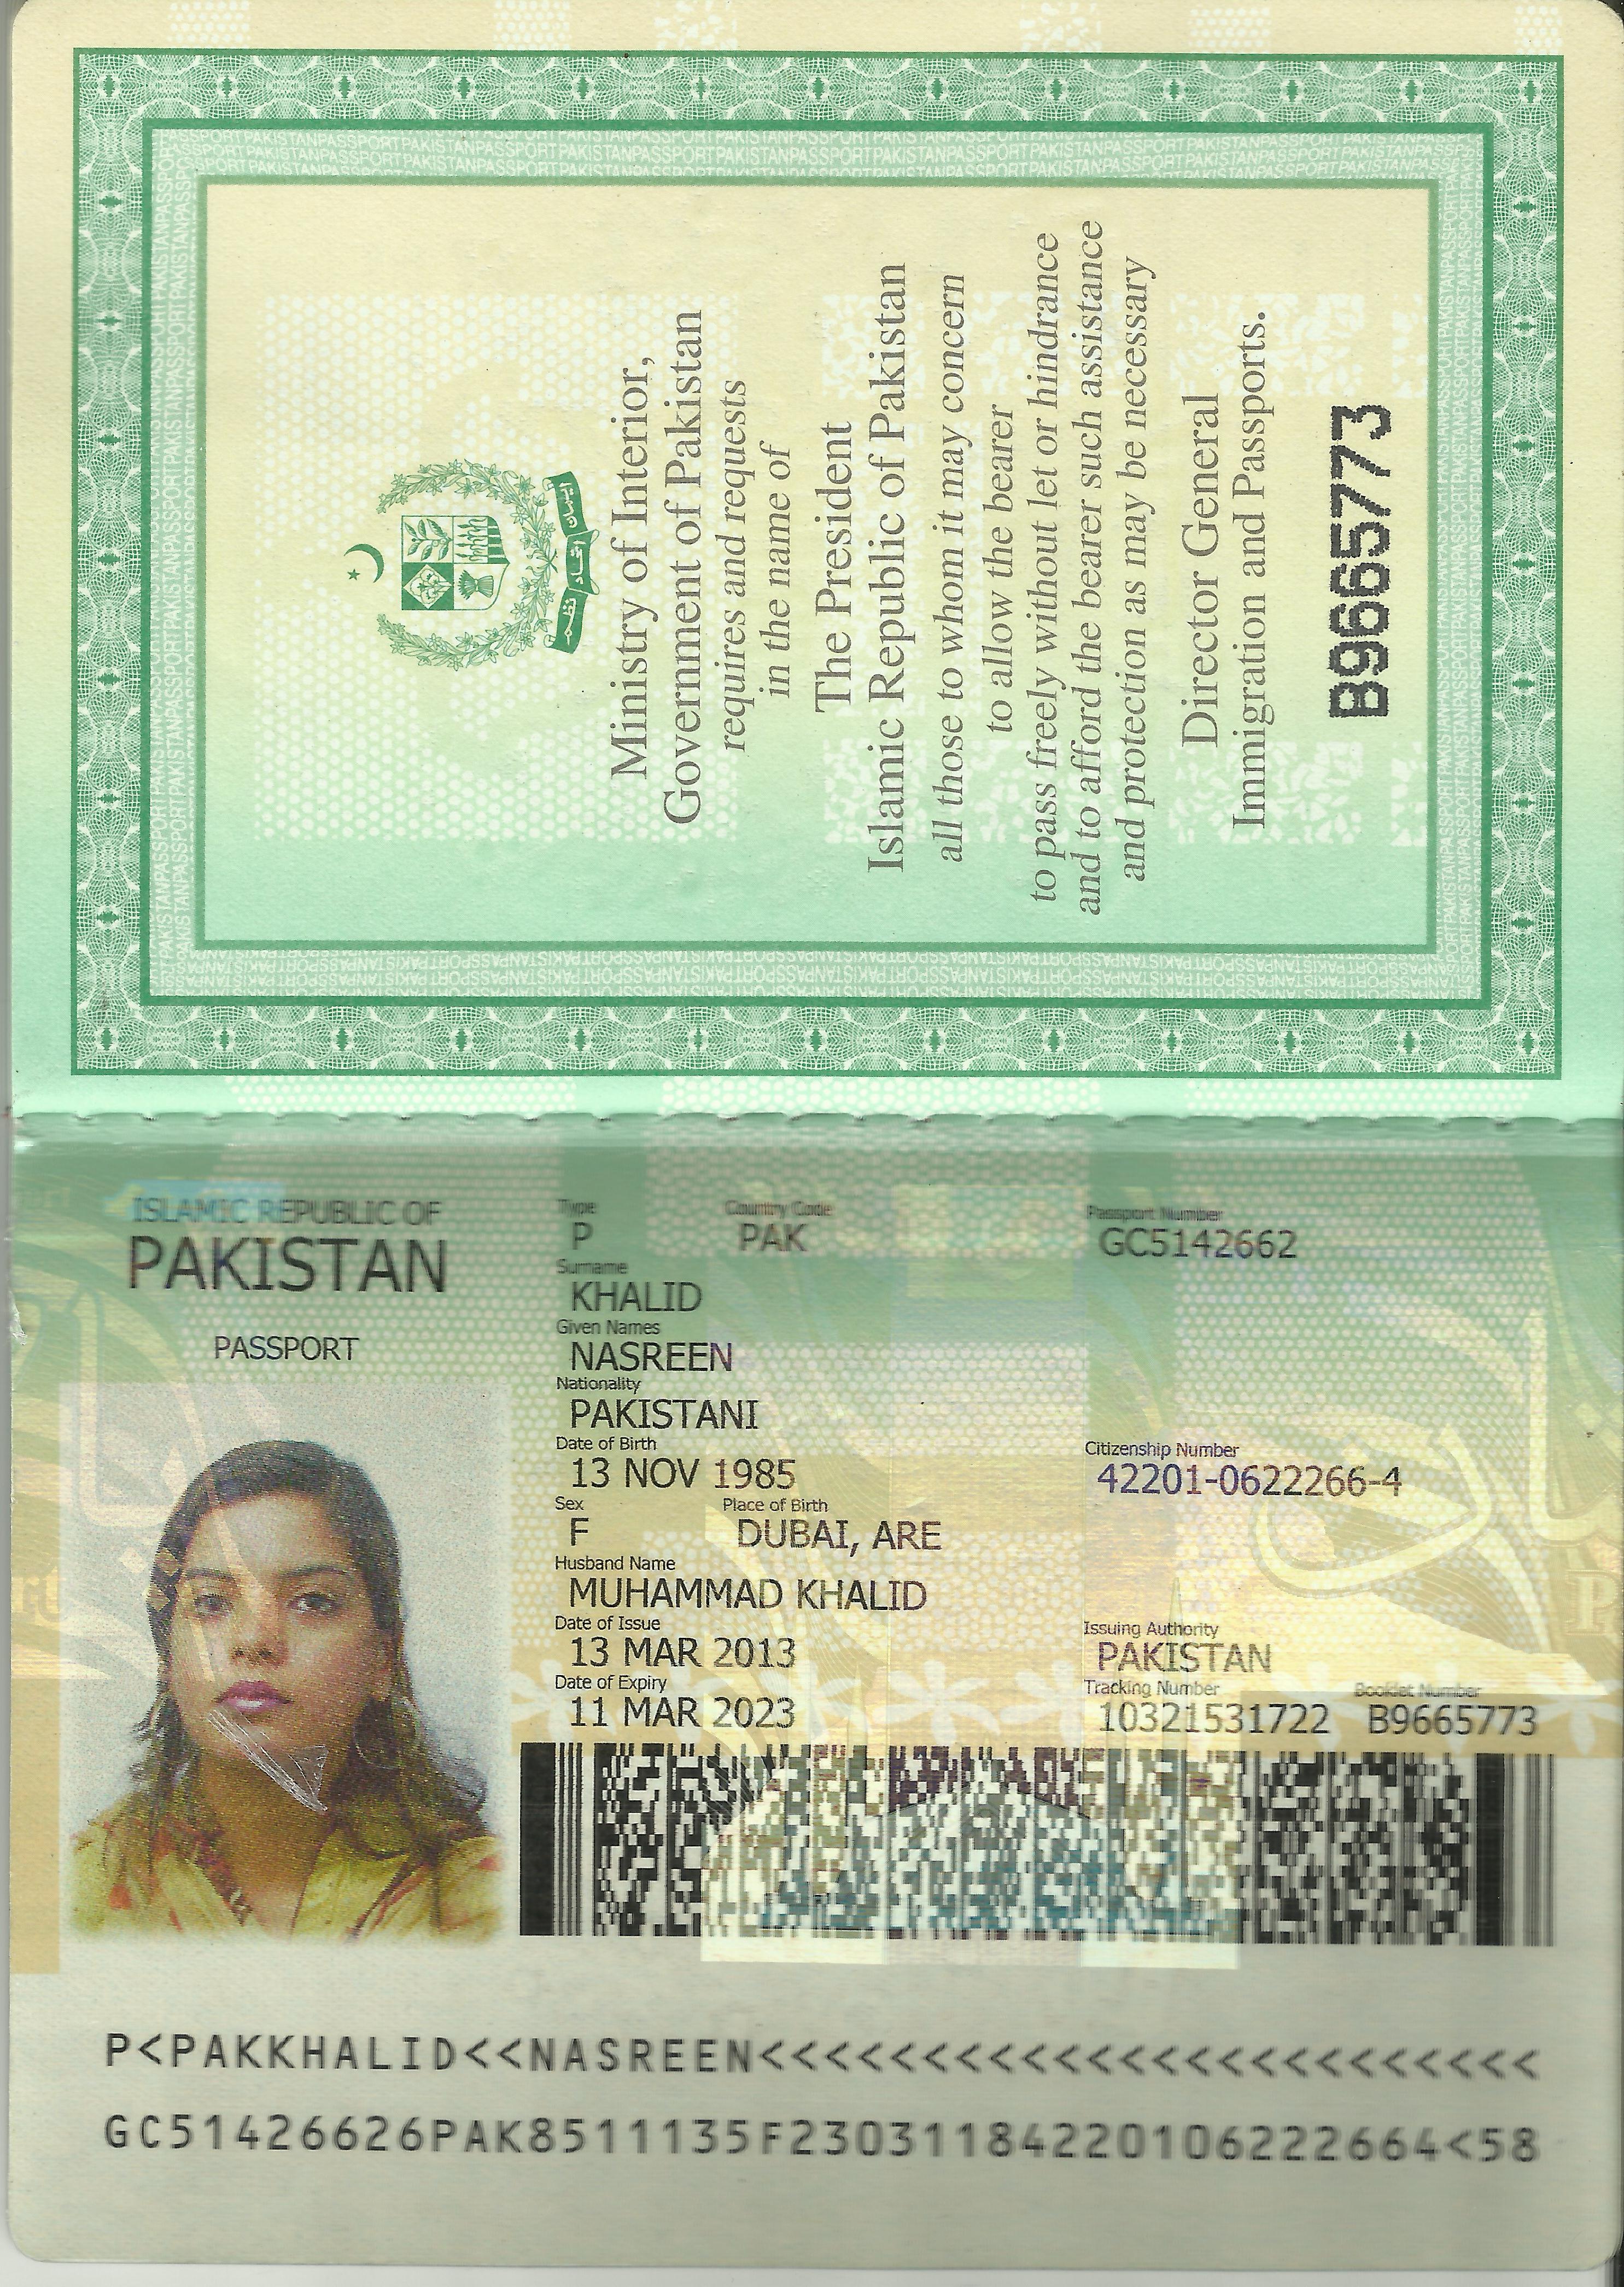 ایمان اتحاد نظم
Ministry of Interior,
Government of Pakistan
requires and requests
in the name of
The President
Islamic Republic of Pakistan
all those to whom it may concern
to allow the bearer
to pass freely without let or hindrance
and to afford the bearer such assistance
and protection as may be necessary
Director General
Immigration and Passports.
B9665773
ISLAMIC REPUBLIC OF
PAKISTAN
PASSPORT
Type Country Code Passport Number
P PAK GC5142662
Surname
KHALID
Given Names
NASREEN
Nationality
PAKISTANI
Date of Birth Citizenship Number
13 NOV 1985 42201-0622266-4
Sex Place of Birth
F DUBAI, ARE
Husband Name
MUHAMMAD KHALID
Date of Issue Issuing Authority
13 MAR 2013 PAKISTAN
Date of Expiry Tracking Number Booklet Number
11 MAR 2023 10321531722 B9665773
P<PAKKHALID<<NASREEN<<<<<<<<<<<<<<<<<<<<<<<<
GC51426626PAK8511135F2303118422010622264<58